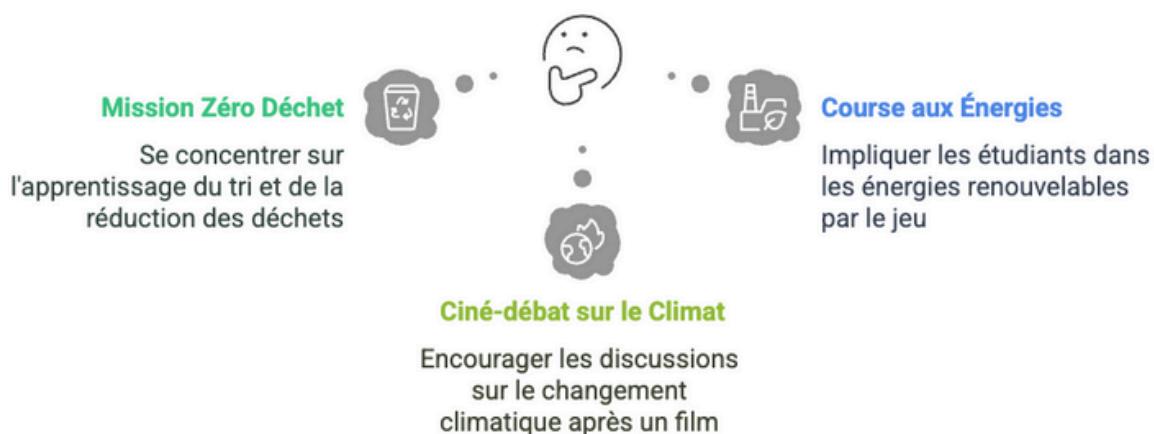 Mission Zéro Déchet
Se concentrer sur
l'apprentissage du tri et de la
réduction des déchets
Course aux Énergies
Impliquer les étudiants dans
les énergies renouvelables
par le jeu
Ciné-débat sur le Climat
Encourager les discussions
sur le changement
climatique après un film